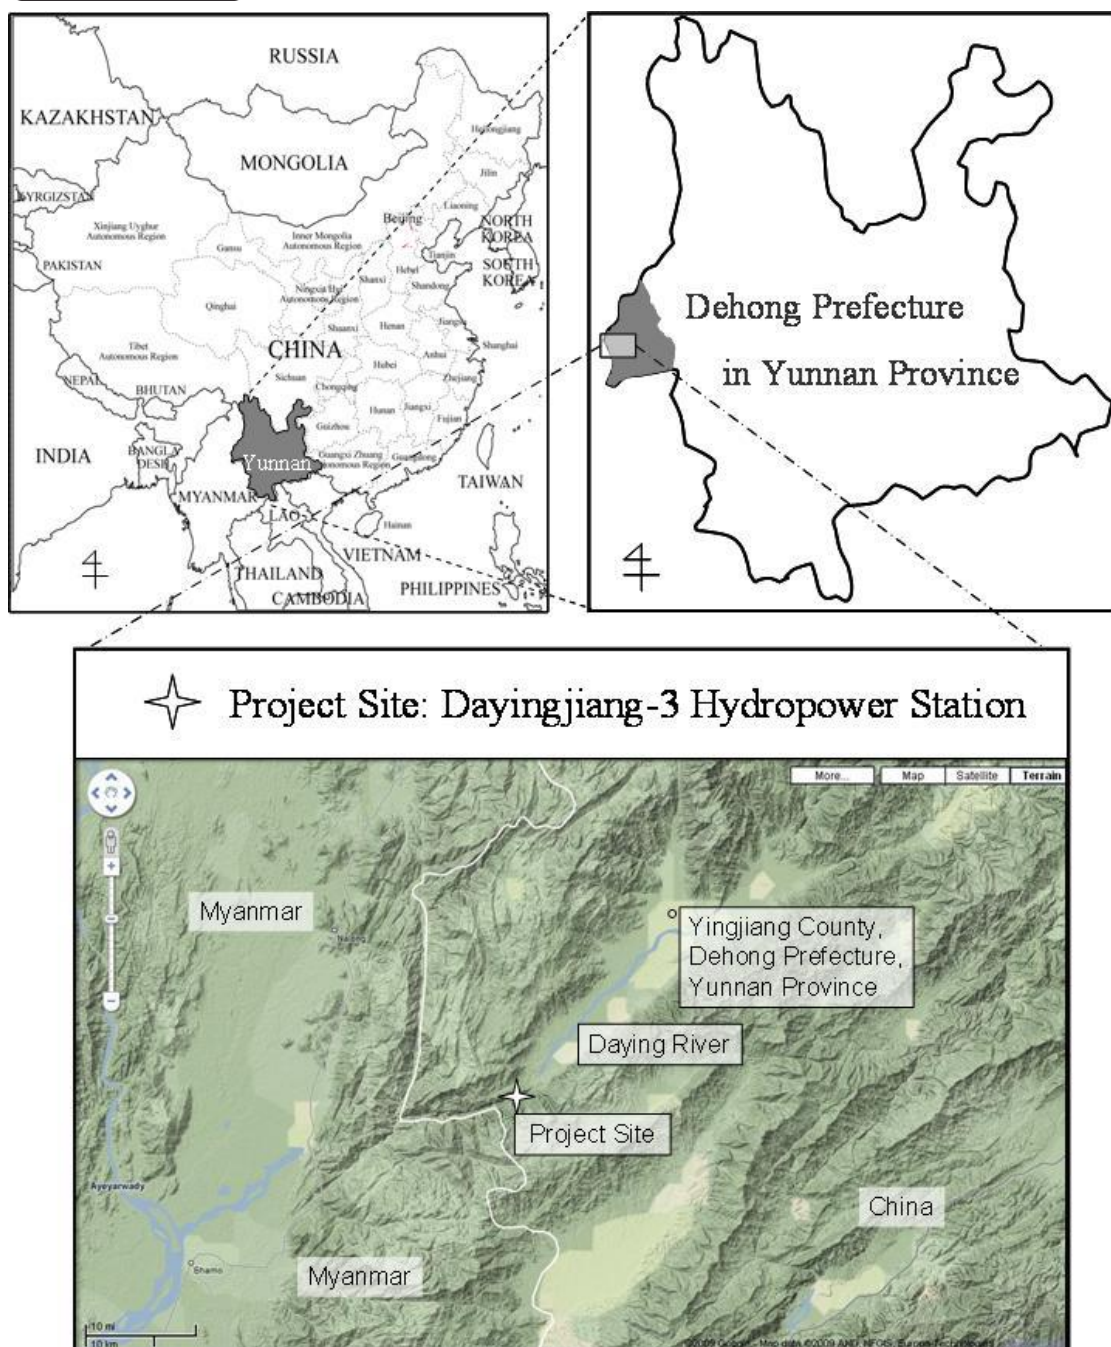 RUSSIA
KAZAKHSTAN
MONGOLIA
Heilongjiang
Jilin
KYRGIZSTAN
Liaoning
Beijing
NORTH
KOREA
Xinjiang Uyghur
Autonomous Region
Gansu
Inner Mongolia
Autonomous Region
Tianjin
PAKISTAN
SOUTH
KOREA
Hebei
Shanxi
Shandong
Ningxia Hui
Autonomous Region
Qinghai
Shaanxi
Henan
Jiangsu
CHINA
Shanghai
Tibet
Autonomous Region
Anhui
Hubei
Sichuan
Chongqing
Zhejiang
NEPAL
BHUTAN
Hunan
Jiangxi
Fujian
Guizhou
INDIA
BANGLA
DESH
Yunnan
Guangxi Zhuang
Autonomous Region
Guangdong
TAIWAN
MYANMAR
LAO
Hainan
VIETNAM
THAILAND
CAMBODIA
PHILIPPINES
Dehong Prefecture
in Yunnan Province
Project Site: Dayingjiang-3 Hydropower Station
More...
Map
Satellite
Terrain
Myanmar
Yingjiang County,
Dehong Prefecture,
Yunnan Province
Daying River
Project Site
Ayeyarwady
China
Bhamo
Myanmar
10 mi
10 km
©2009 Google - Map data ©2009 AND, NFGIS, Europa Technologies